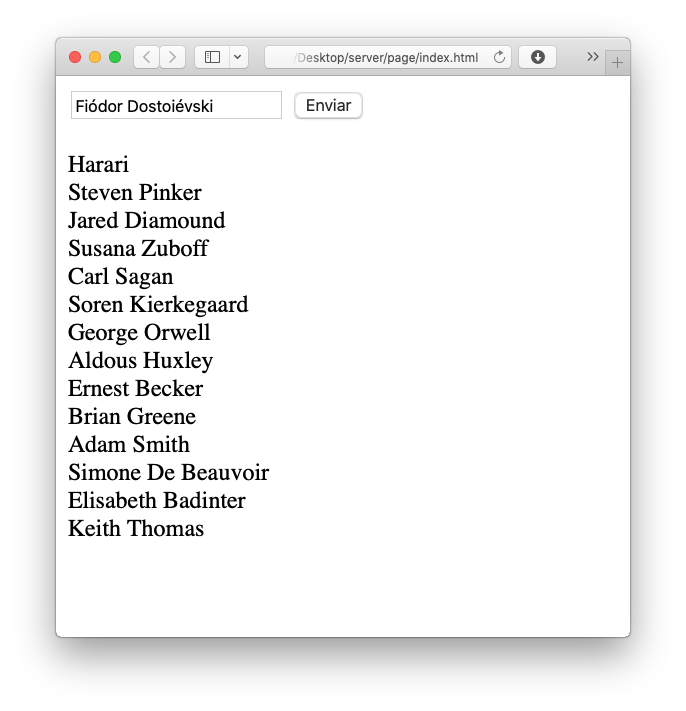 /Desktop/server/page/index.html
Fiódor Dostoiévski
Enviar
Harari
Steven Pinker
Jared Diamound
Susana Zuboff
Carl Sagan
Soren Kierkegaard
George Orwell
Aldous Huxley
Ernest Becker
Brian Greene
Adam Smith
Simone De Beauvoir
Elisabeth Badinter
Keith Thomas